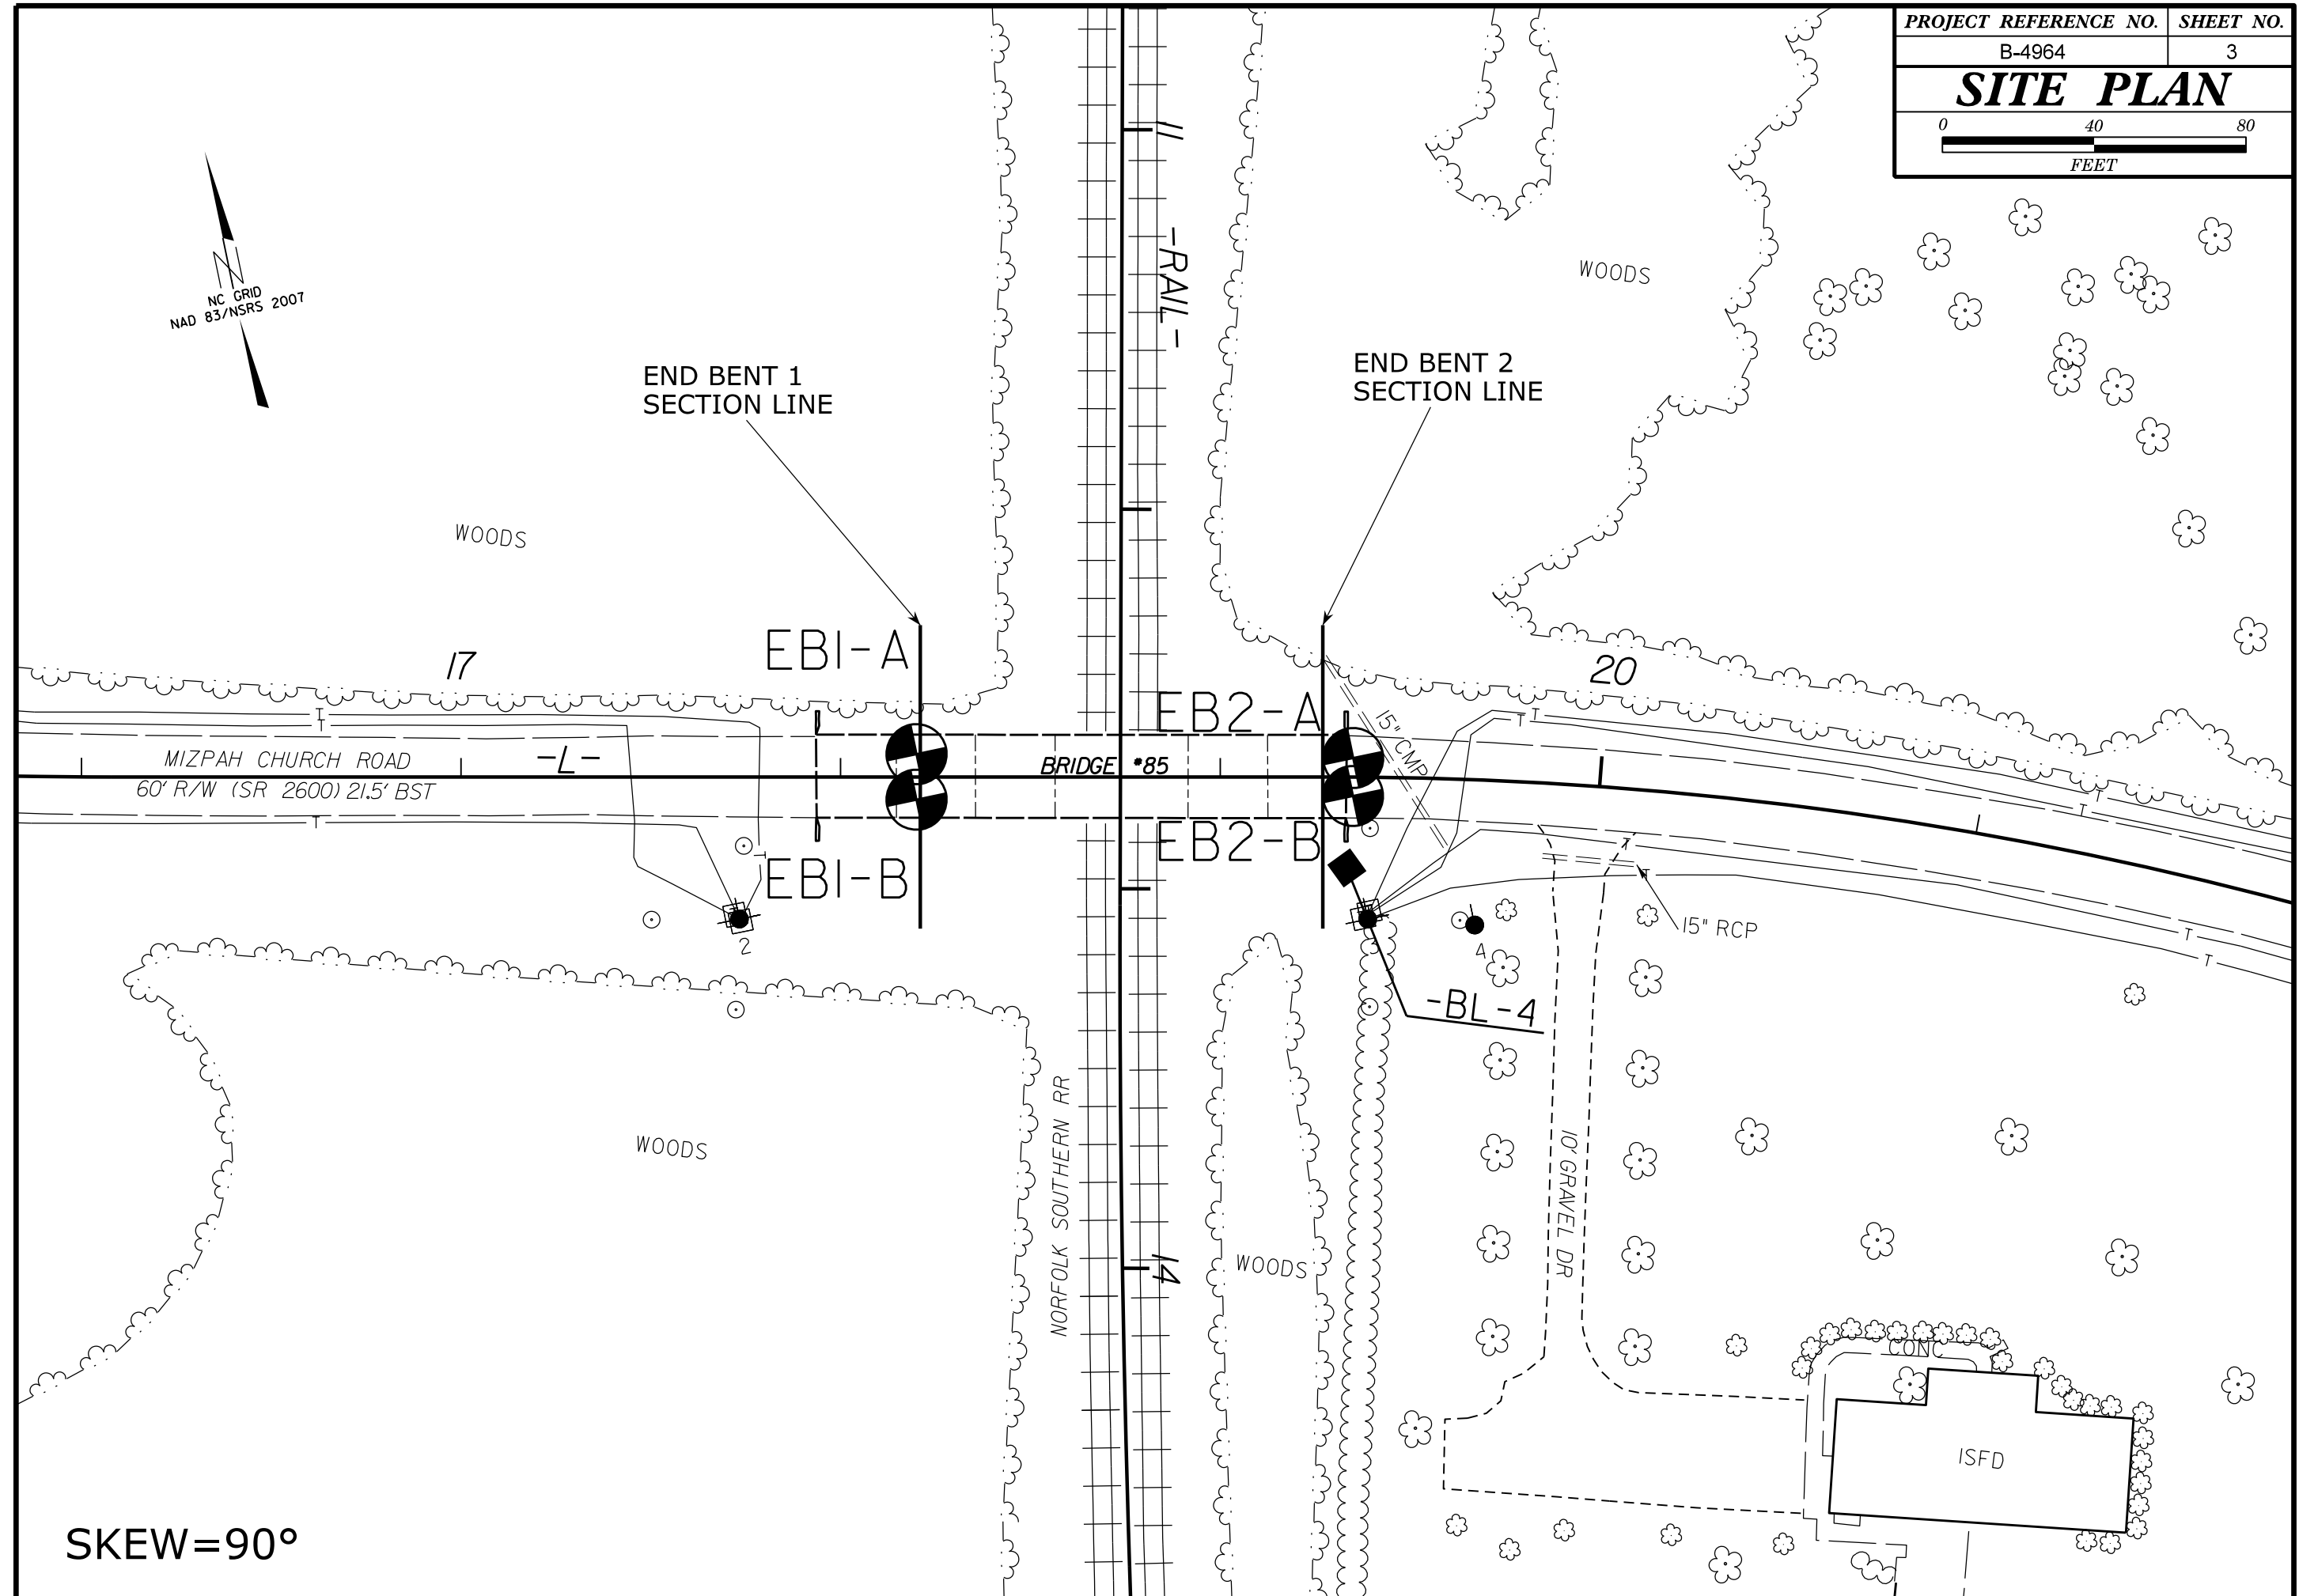 PROJECT REFERENCE NO. SHEET NO.
B-4964 3
SITE PLAN
0 40 80
FEET
11
-RAIL-
WOODS
NC GRID
NAD 83/NSRS 2007
END BENT 1
SECTION LINE
END BENT 2
SECTION LINE
WOODS
17
EB1-A
20
EB2-A
15" CMP
T
T
T
T
MIZPAH CHURCH ROAD
-L-
BRIDGE #85
60' R/W (SR 2600) 21.5' BST
T
T
T
T
EB2-B
EB1-B
T
T
15" RCP
T
T
2
3
4
-BL-4
NORFOLK SOUTHERN RR
WOODS
10' GRAVEL DR
14
WOODS
CONC
1SFD
SKEW=90°